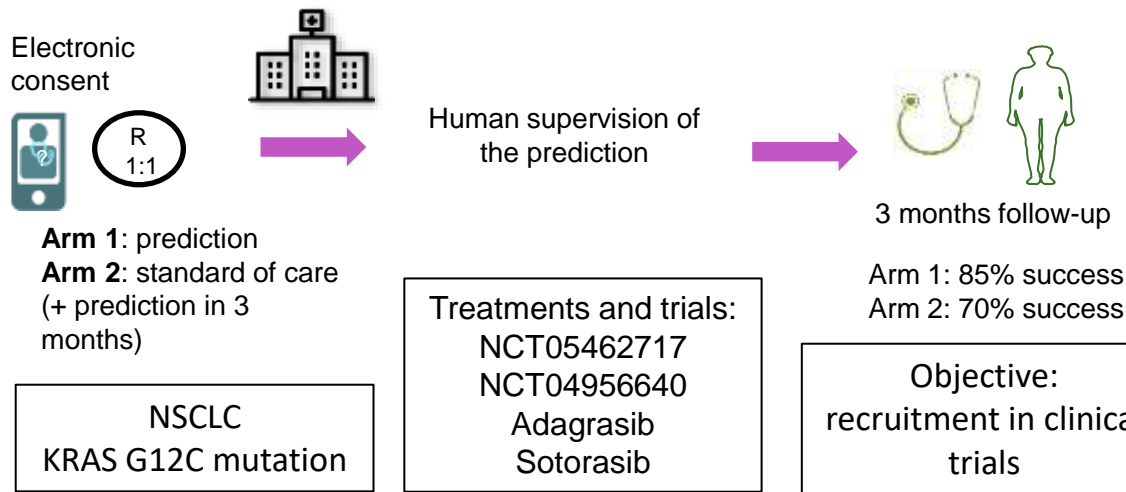 Electronic
consent
?
R
1:1
Human supervision of
the prediction
3 months follow-up
Arm 1: prediction
Arm 2: standard of care
(+ prediction in 3
months)
Arm 1: 85% success
Arm 2: 70% success
NSCLC
KRAS G12C mutation
Treatments and trials:
NCT05462717
NCT04956640
Adagrasib
Sotorasib
Objective:
recruitment in clinica
trials